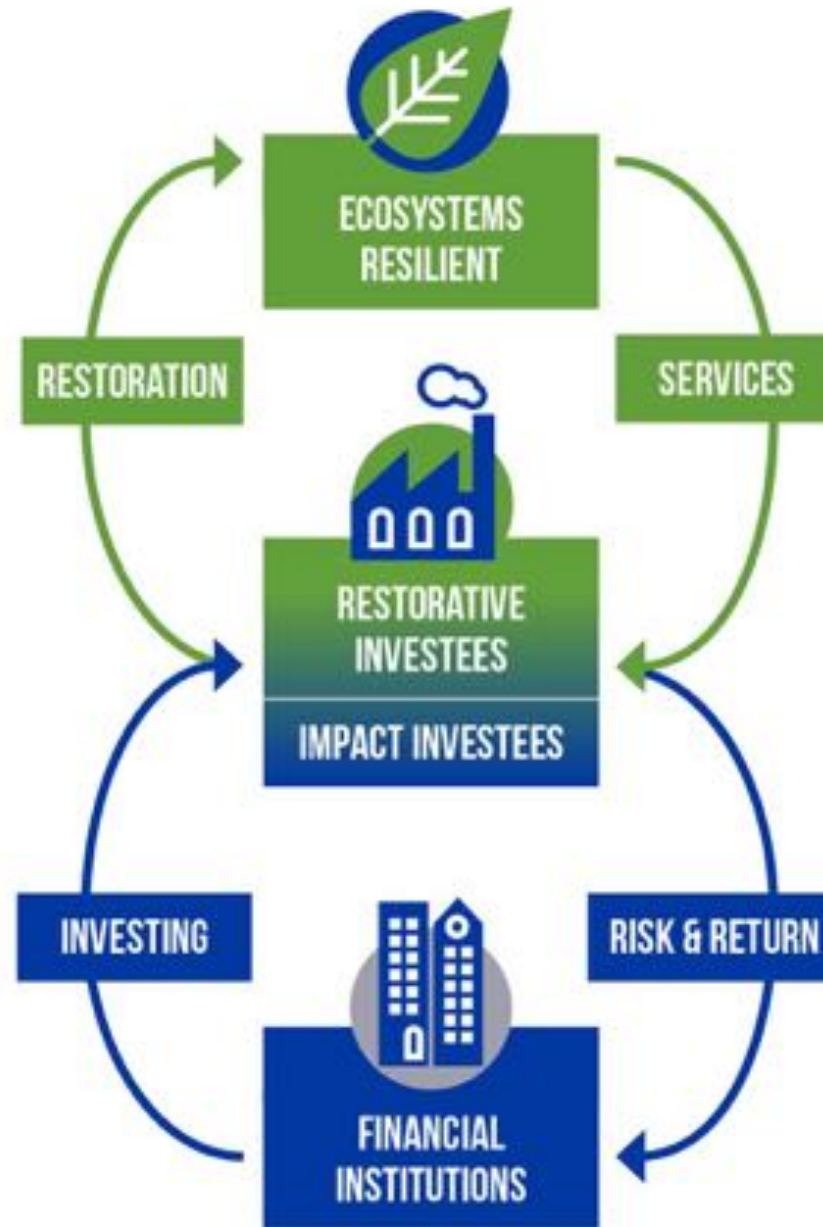 ECOSYSTEMS
RESILIENT
RESTORATION
SERVICES
RESTORATIVE
INVESTEES
IMPACT INVESTEES
INVESTING
RISK & RETURN
FINANCIAL
INSTITUTIONS